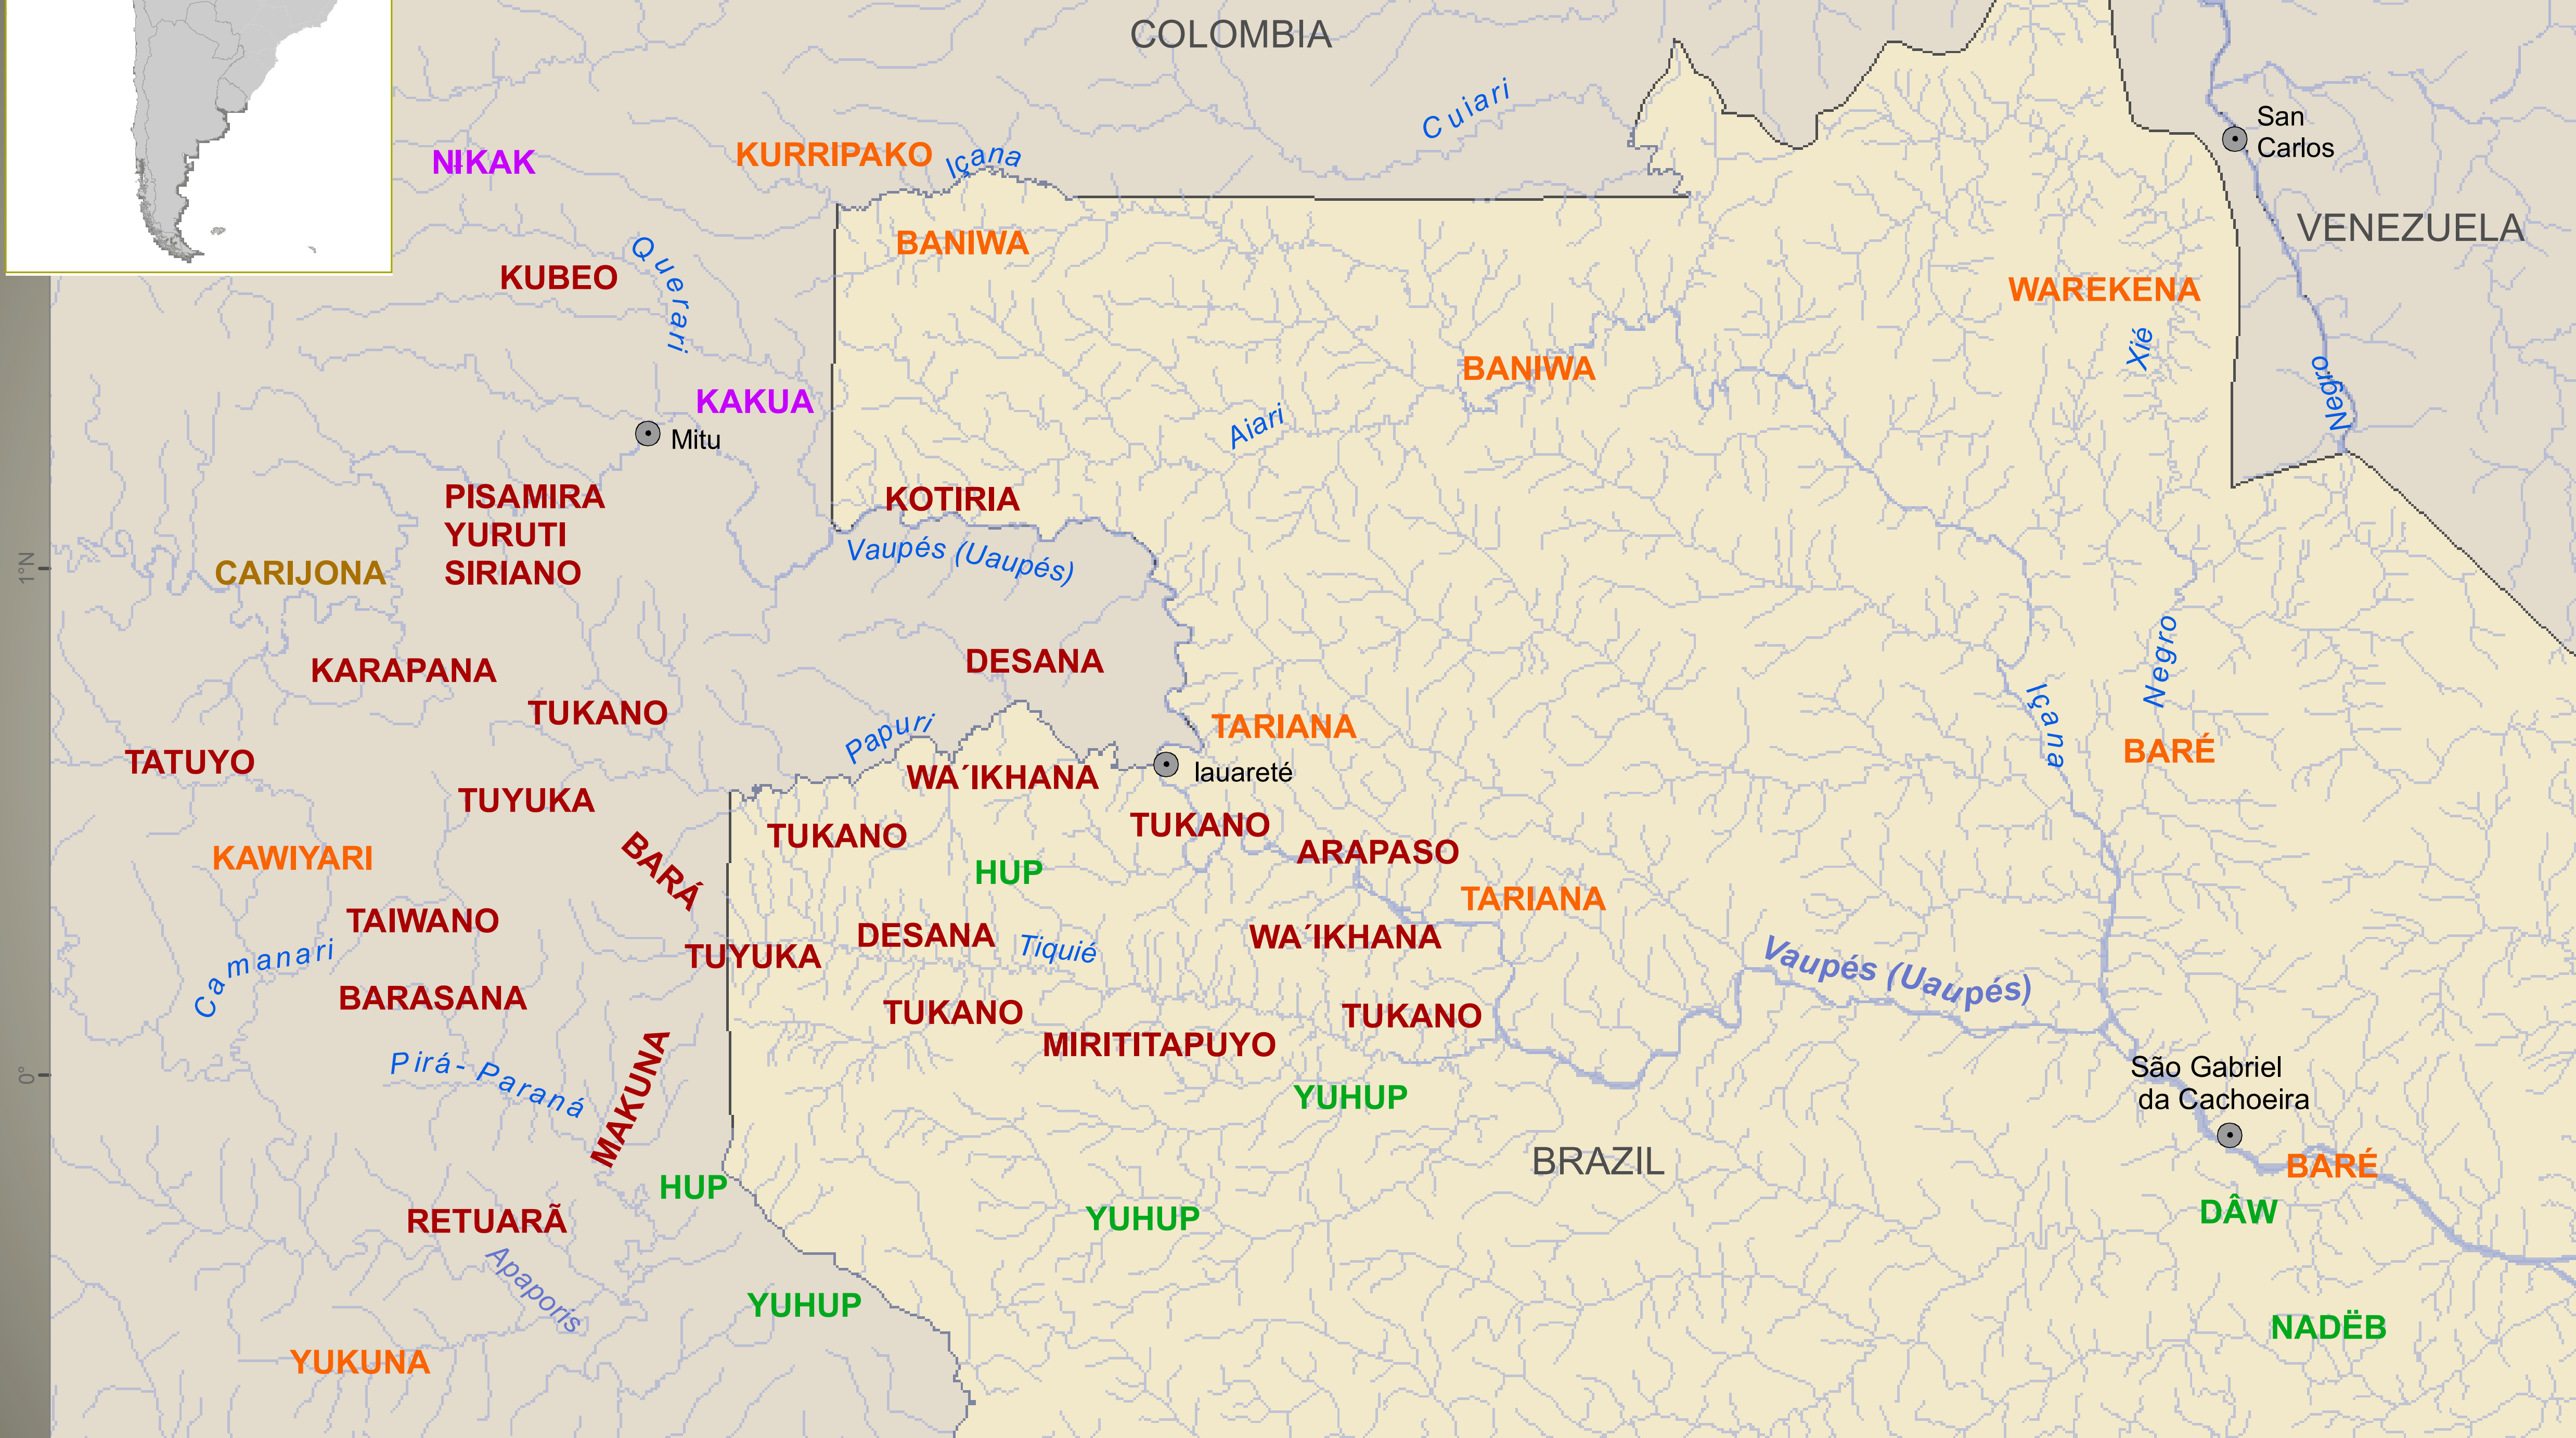 COLOMBIA
Cuiari
San
Carlos
NɨKAK
KURRIPAKO
Içana
VENEZUELA
BANIWA
Querari
KUBEO
WAREKENA
Xié
BANIWA
Negro
KAKUA
Aiari
Mitu
PISAMIRA
YURUTI
SIRIANO
KOTIRIA
Vaupés (Uaupés)
1°N
CARIJONA
DESANA
KARAPANA
Negro
TUKANO
Papuri
TARIANA
Içana
BARÉ
TATUYO
WA´IKHANA
Iauareté
TUYUKA
TUKANO
TUKANO
BARÁ
ARAPASO
KAWIYARI
HUP
TARIANA
TAIWANO
DESANA
Tiquié
WA´IKHANA
TUYUKA
Camanari
Vaupés (Uaupés)
BARASANA
TUKANO
TUKANO
MIRITITAPUYO
0°
Pirá-Paraná
MAKUNA
São Gabriel
da Cachoeira
YUHUP
BRAZIL
BARÉ
HUP
DÂW
RETUARÃ
YUHUP
Apaporis
YUHUP
NADËB
YUKUNA